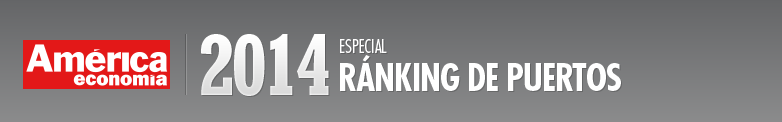 América
economía
2014
ESPECIAL
RÁNKING DE PUERTOS